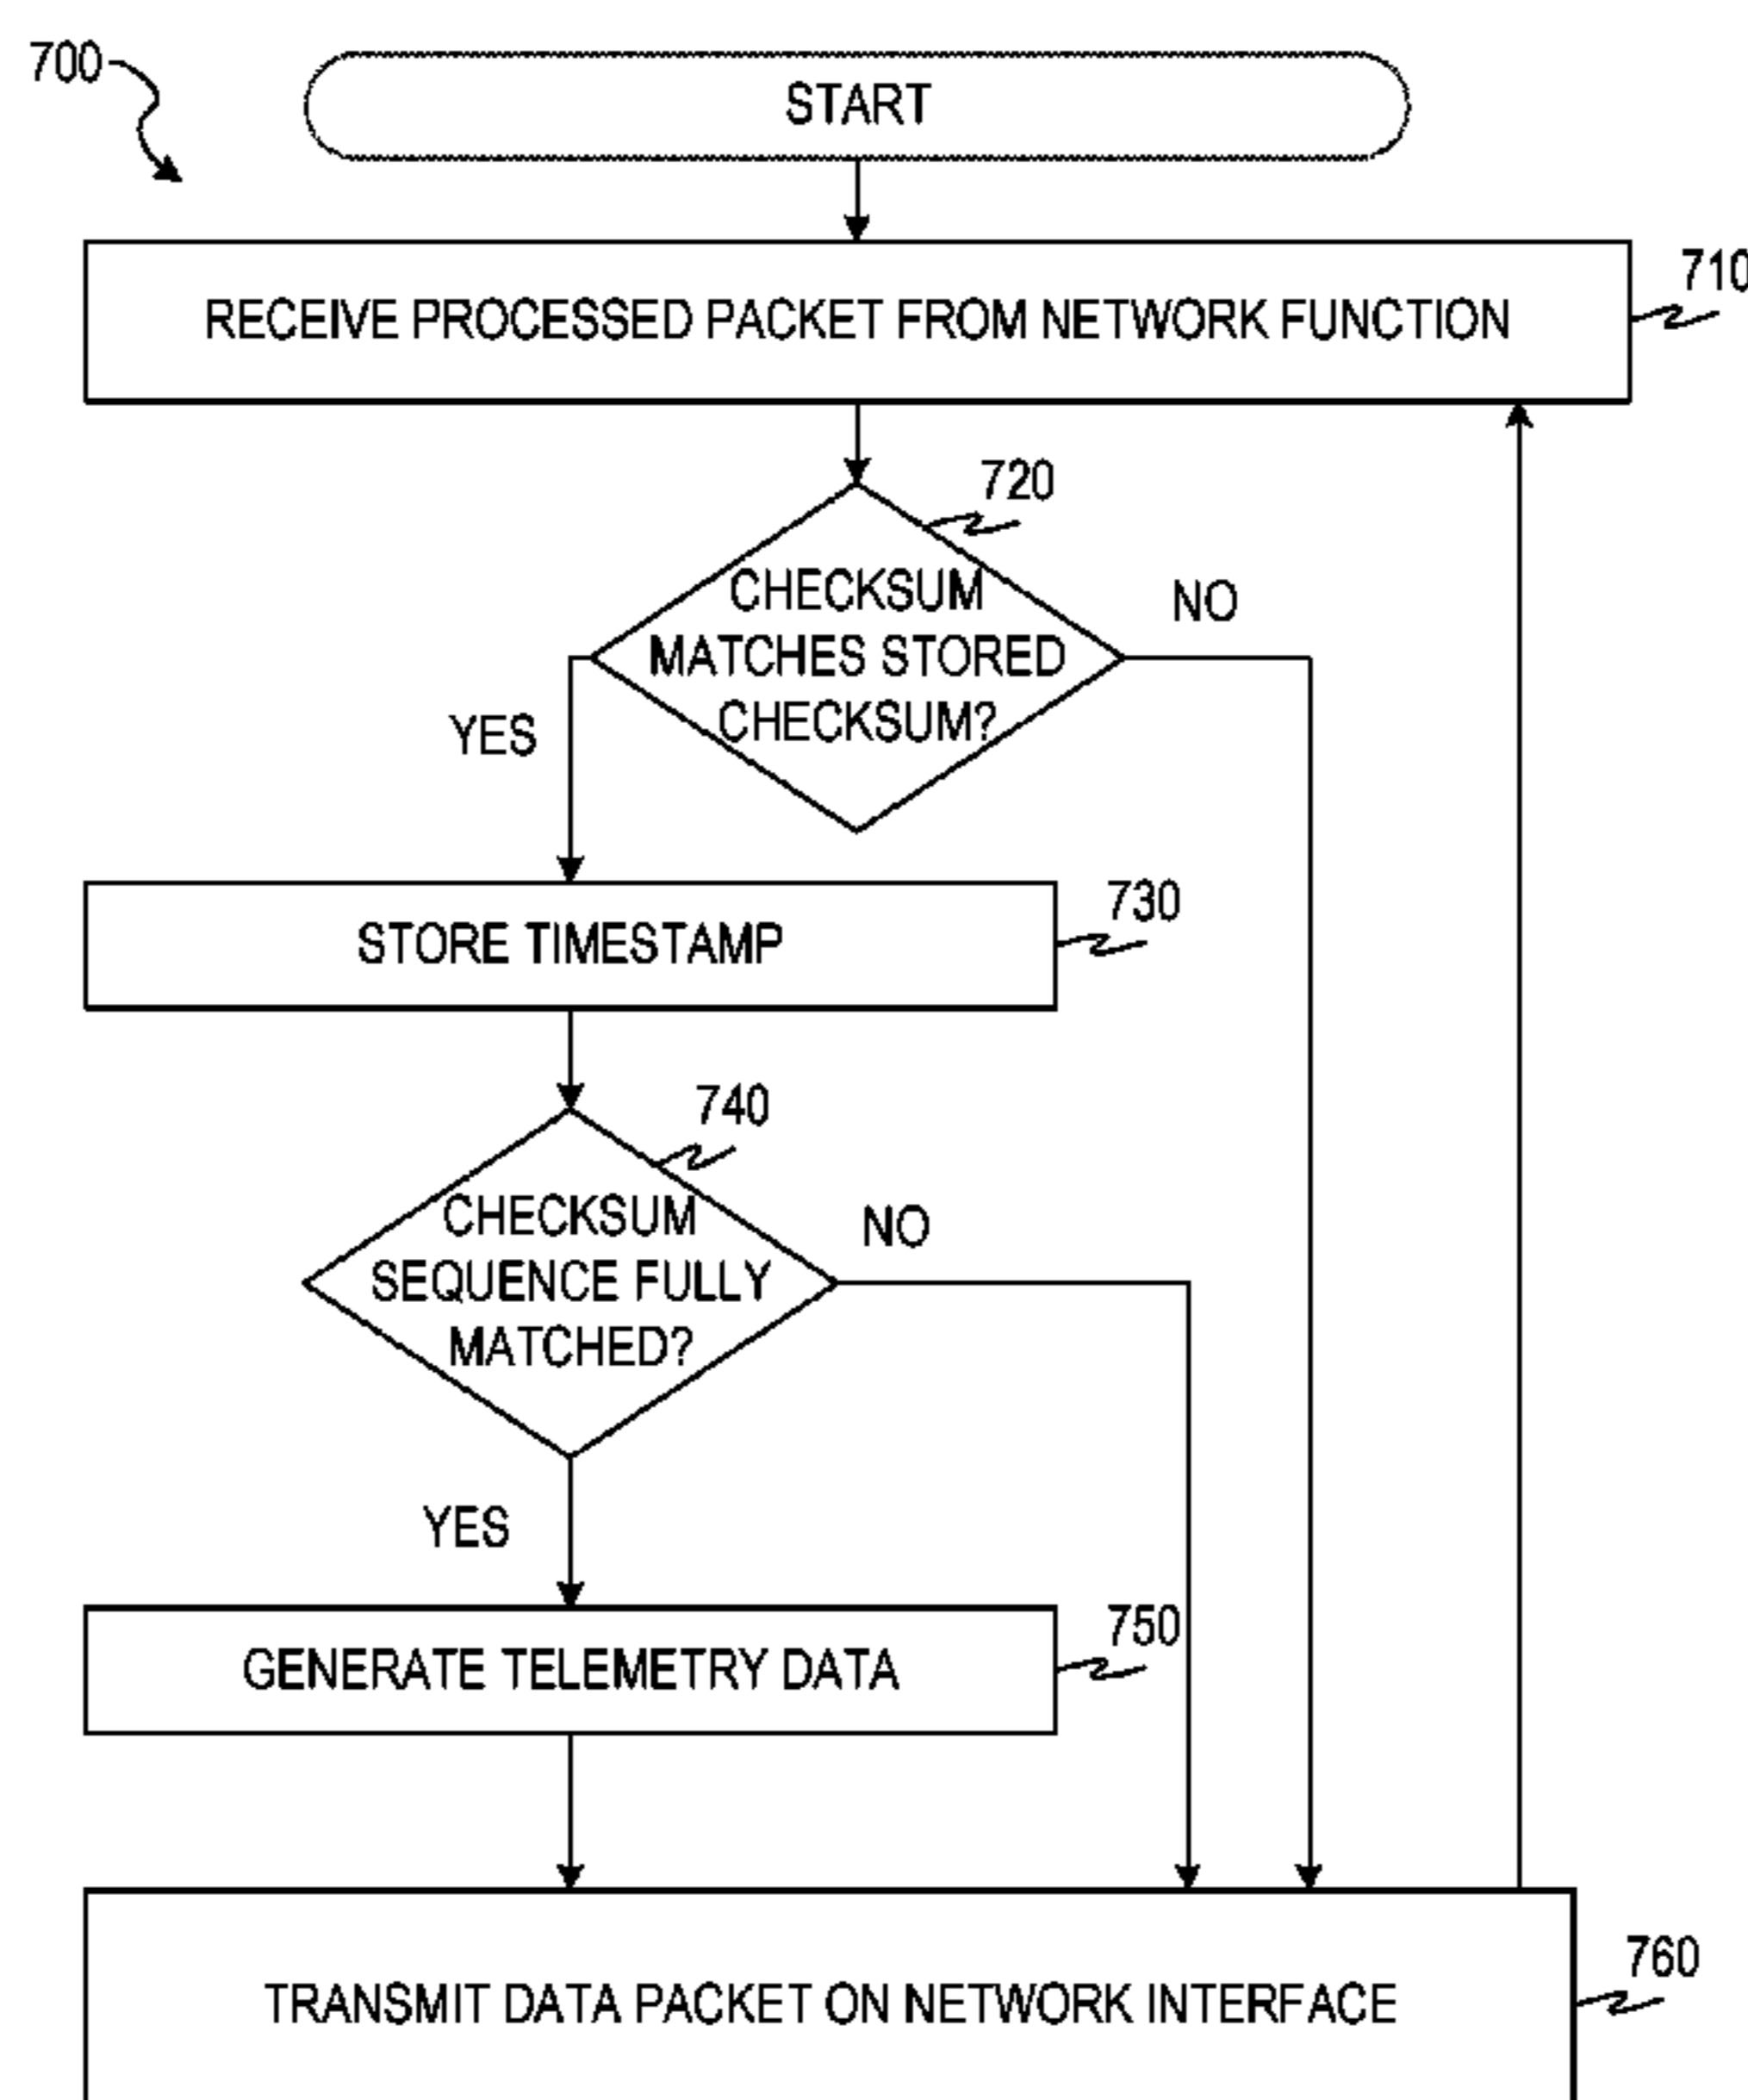 700
START
RECEIVE PROCESSED PACKET FROM NETWORK FUNCTION
710
720
CHECKSUM
MATCHES STORED
CHECKSUM?
NO
YES
STORE TIMESTAMP
730
740
CHECKSUM
SEQUENCE FULLY
MATCHED?
NO
YES
GENERATE TELEMETRY DATA
750
TRANSMIT DATA PACKET ON NETWORK INTERFACE
760